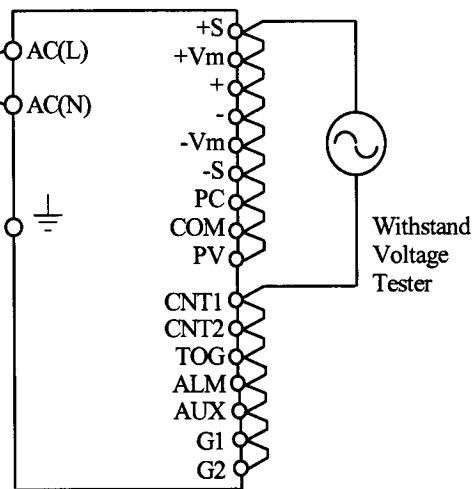 AC(L)
AC(N)
+S
+Vm
+
-
-Vm
-S
PC
COM
PV
CNT1
CNT2
TOG
ALM
AUX
G1
G2
Withstand
Voltage
Tester